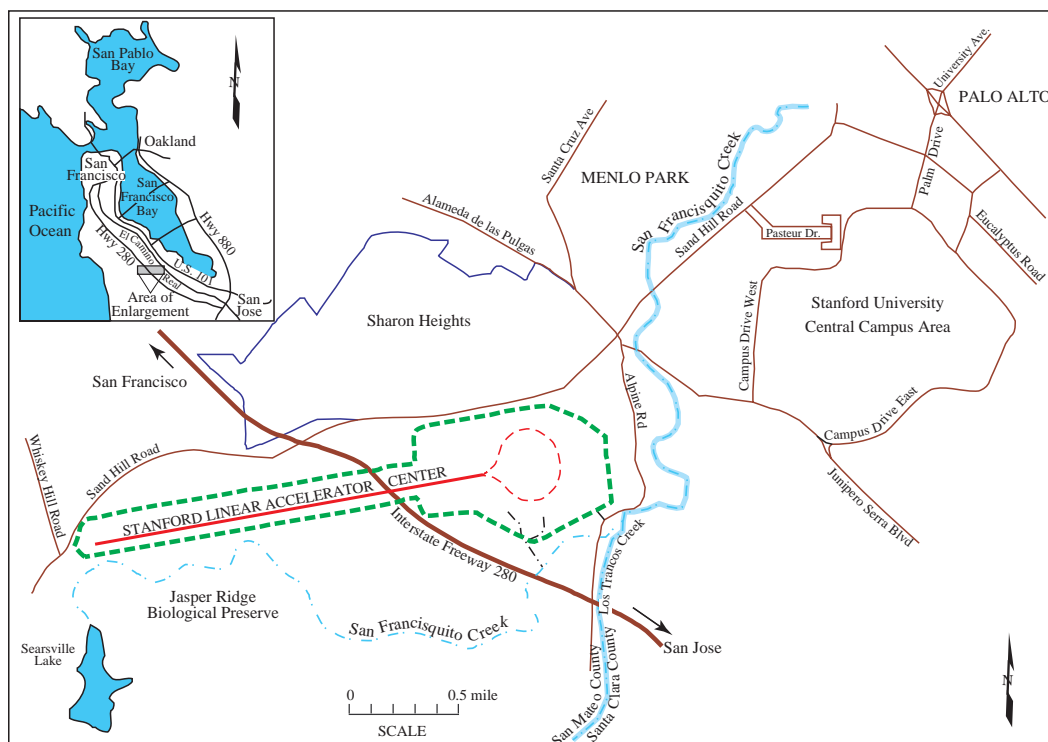 San Pablo
Bay
N
Oakland
San
Francisco
San
Francisco
Bay
Pacific
Ocean
Hwy 280
El Camino
Real
U.S. 101
Hwy 880
San
Jose
Area of
Enlargement
University Ave.
PALO ALTO
Palm Drive
Santa Cruz Ave
MENLO PARK
San Francisquito Creek
Sand Hill Road
Pasteur Dr.
Eucalyptus Road
Alameda de las Pulgas
Sharon Heights
Stanford University
Central Campus Area
Campus Drive West
San Francisco
Alpine Rd
Campus Drive East
Whiskey Hill Road
Sand Hill Road
STANFORD LINEAR ACCELERATOR CENTER
Junipero Serra Blvd
Interstate Freeway 280
Los Trancos Creek
Jasper Ridge
Biological Preserve
San Francisquito Creek
Searsville
Lake
San Jose
San Mateo County
Santa Clara County
0 0.5 mile
SCALE
N